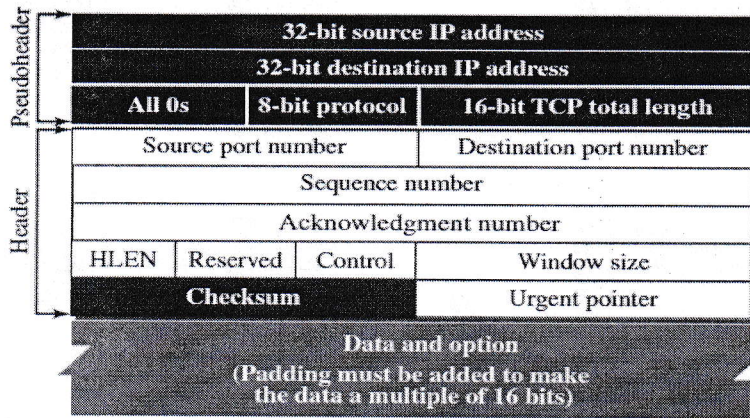 Pseudoheader
32-bit source IP address
32-bit destination IP address
All 0s 8-bit protocol 16-bit TCP total length
Header
Source port number Destination port number
Sequence number
Acknowledgment number
HLEN Reserved Control Window size
Checksum Urgent pointer
Data and option
(Padding must be added to make
the data a multiple of 16 bits)